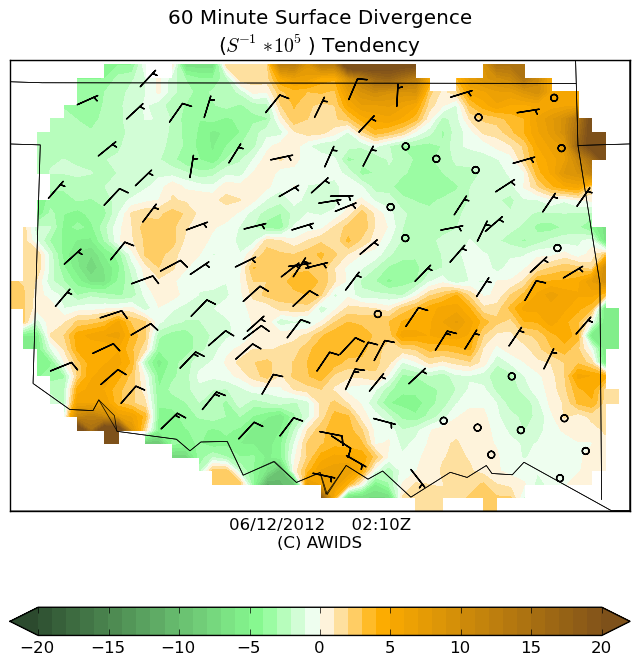 60 Minute Surface Divergence
(S⁻¹ *10⁵ ) Tendency
06/12/2012 02:10Z
(C) AWIDS
−20 −15 −10 −5 0 5 10 15 20